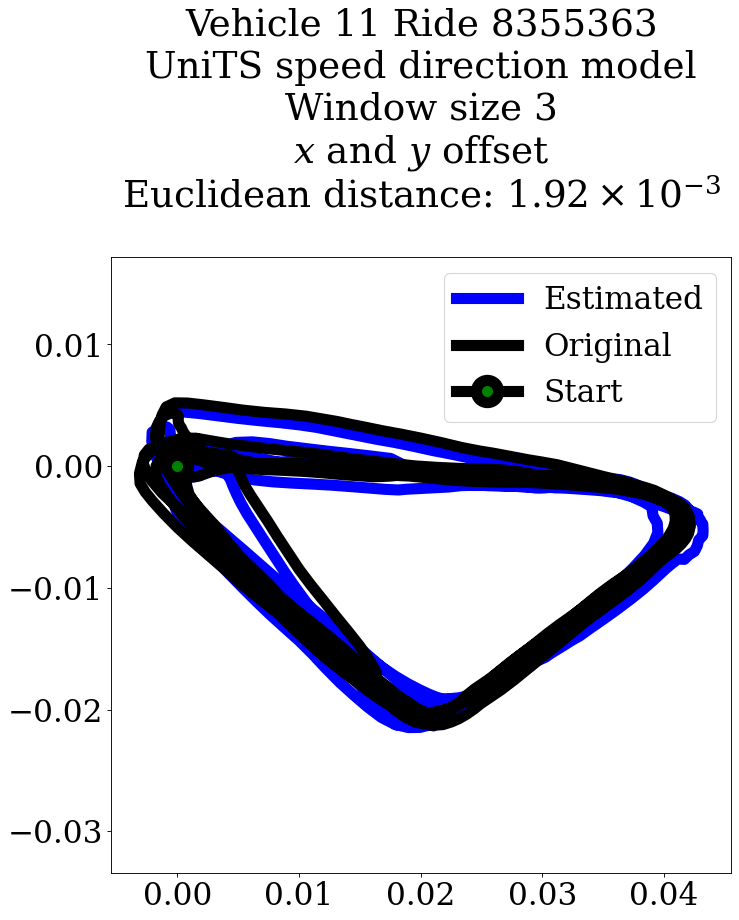 Vehicle 11 Ride 8355363
UniTS speed direction model
Window size 3
x and y offset
Euclidean distance: 1.92 × 10⁻³
Estimated
Original
Start
0.01
0.00
−0.01
−0.02
−0.03
0.00 0.01 0.02 0.03 0.04